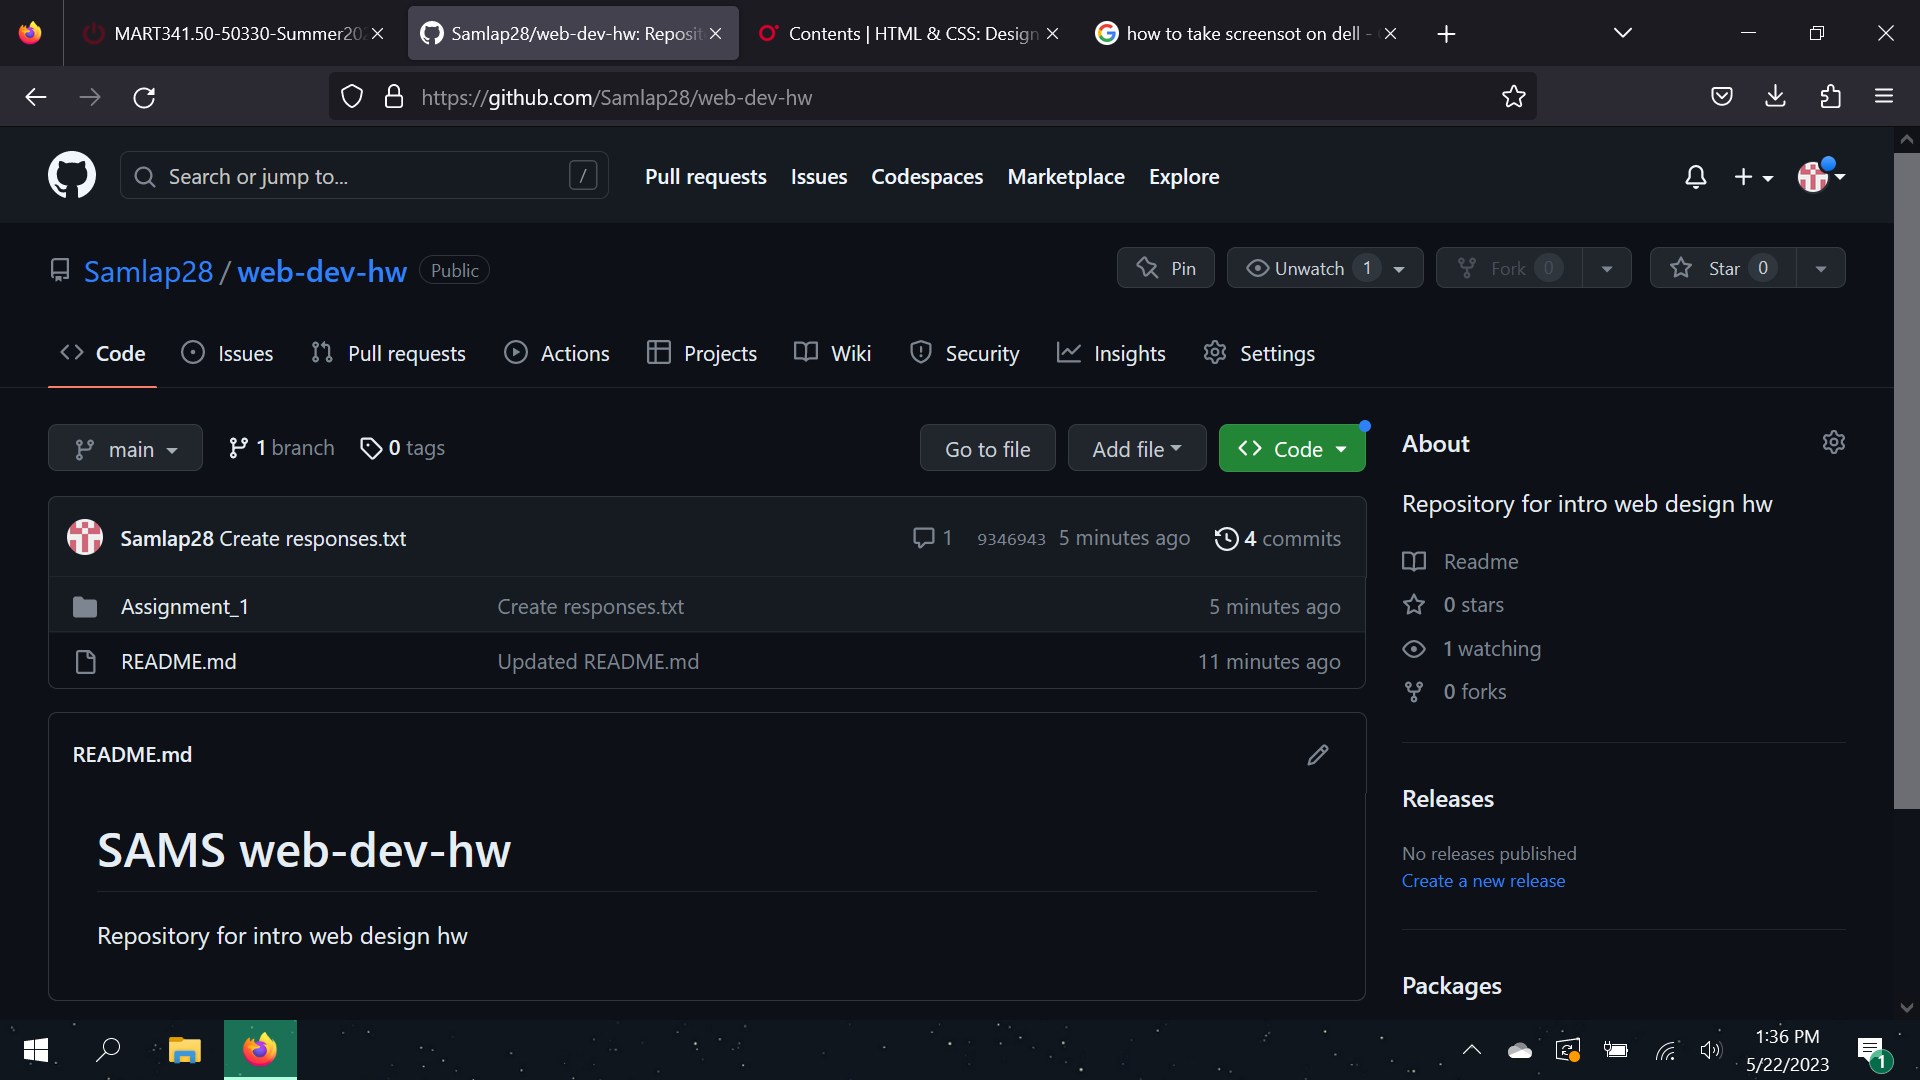 MART341.50-50330-Summer202
Samlap28/web-dev-hw: Reposit
Contents | HTML & CSS: Design
how to take screensot on dell -
https://github.com/Samlap28/web-dev-hw
Search or jump to... /
Pull requests Issues Codespaces Marketplace Explore
Samlap28 / web-dev-hw Public
Pin Unwatch 1 Fork 0 Star 0
Code Issues Pull requests Actions Projects Wiki Security Insights Settings
main 1 branch 0 tags Go to file Add file Code
Samlap28 Create responses.txt 1 9346943 5 minutes ago 4 commits
Assignment_1 Create responses.txt 5 minutes ago
README.md Updated README.md 11 minutes ago
README.md
SAMS web-dev-hw
Repository for intro web design hw
About
Repository for intro web design hw
Readme
0 stars
1 watching
0 forks
Releases
No releases published
Create a new release
Packages
1:36 PM
5/22/2023
1